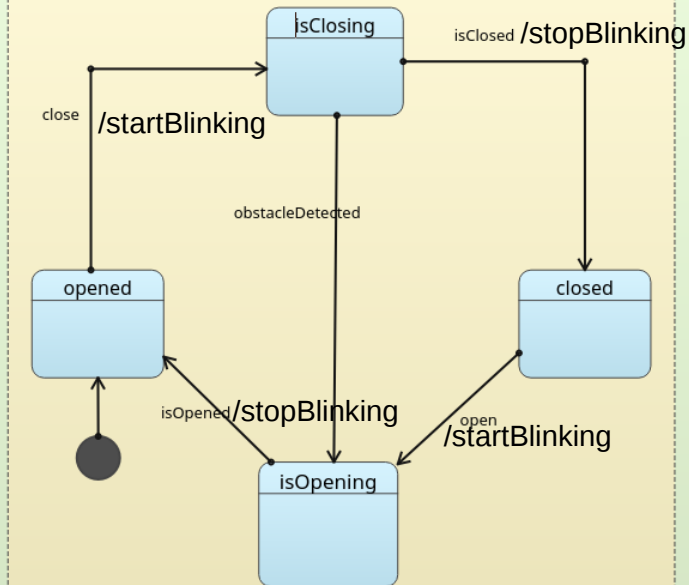 isClosing
isClosed /stopBlinking
close
/startBlinking
obstacleDetected
opened
closed
isOpened/stopBlinking
open
/startBlinking
isOpening